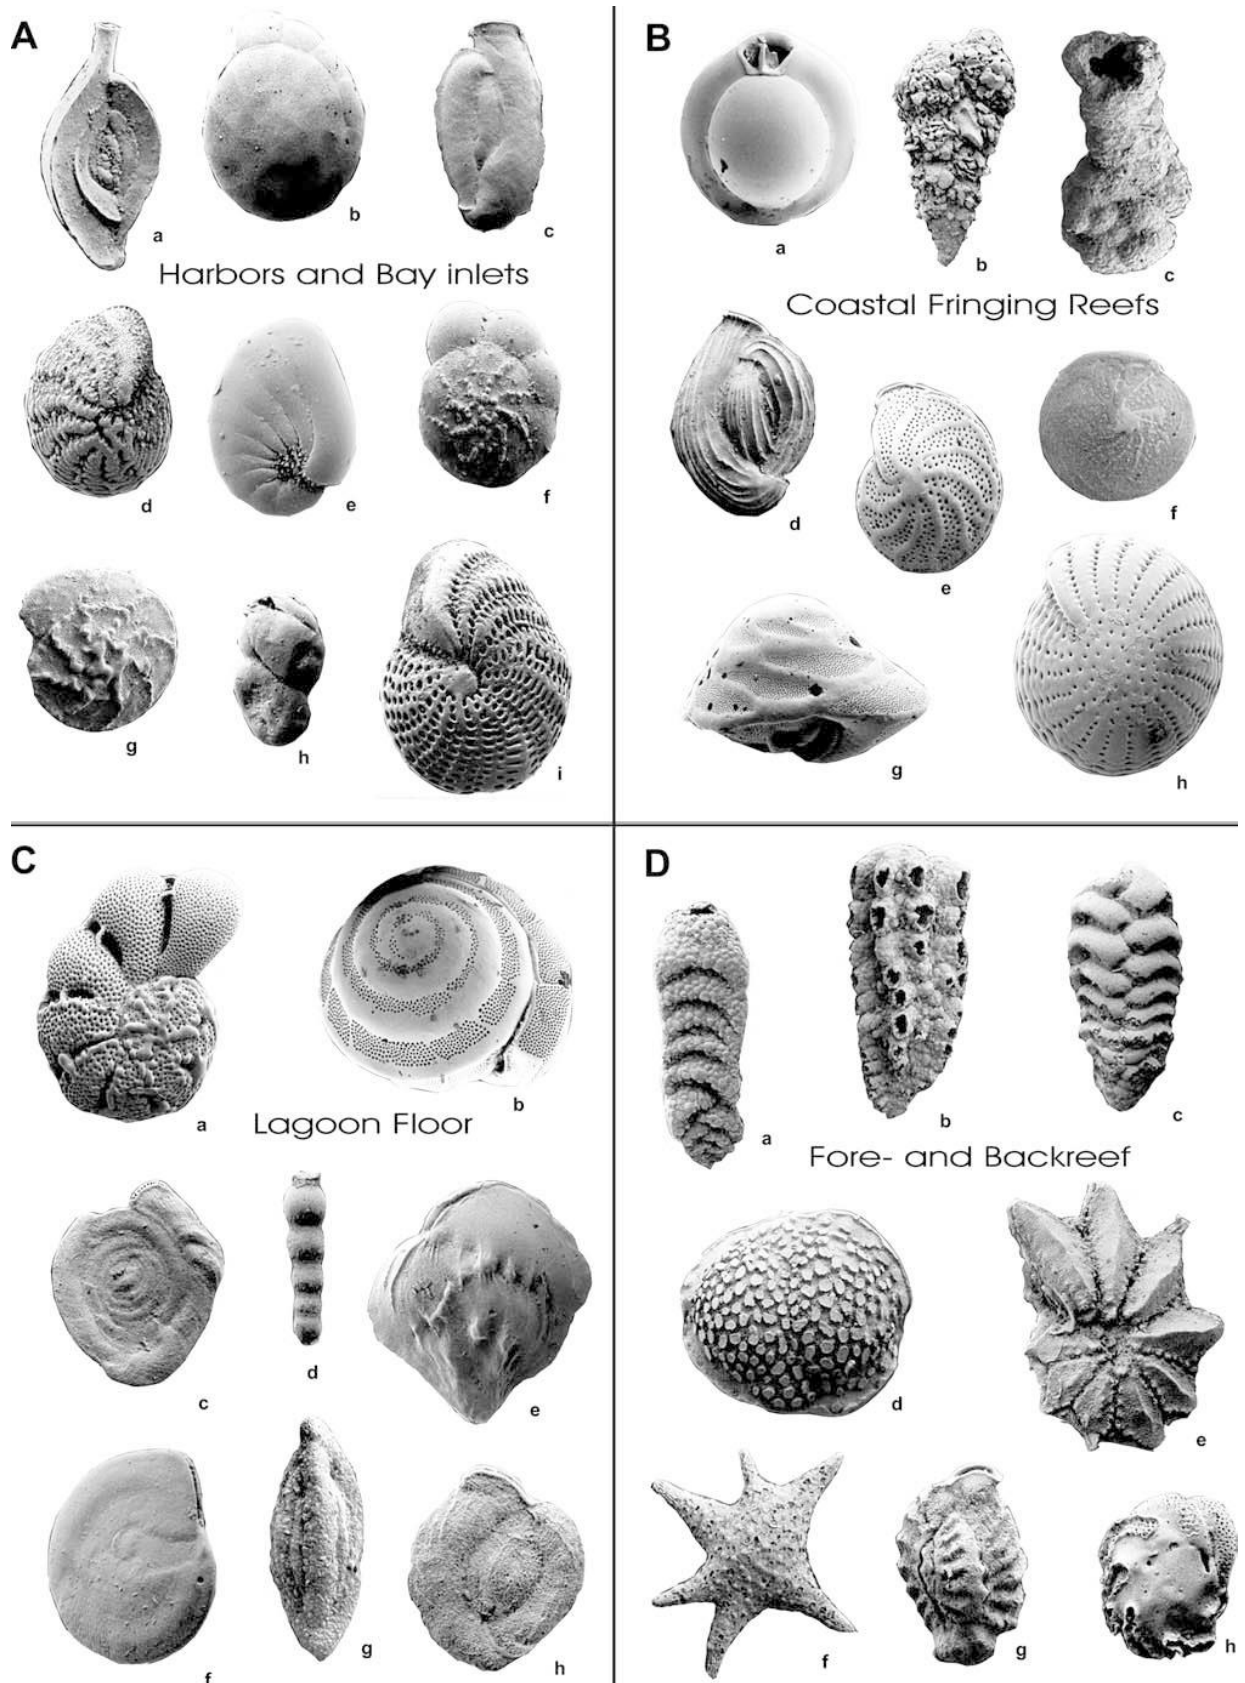 A
B
a
b
c
a
b
c
Harbors and Bay inlets
Coastal Fringing Reefs
d
e
f
d
e
f
g
h
i
g
h
C
D
a
b
a
b
c
Lagoon Floor
Fore- and Backreef
c
d
e
d
e
f
g
h
f
g
h